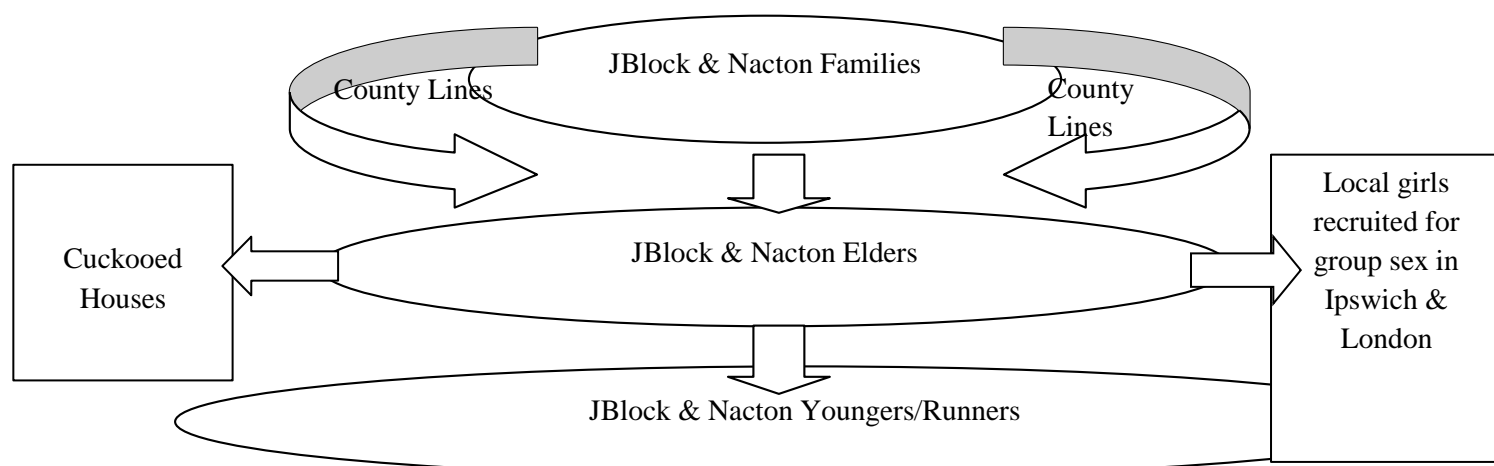 JBlock & Nacton Families
County Lines
County
Lines
Cuckooed
Houses
JBlock & Nacton Elders
Local girls
recruited for
group sex in
Ipswich &
London
JBlock & Nacton Youngers/Runners